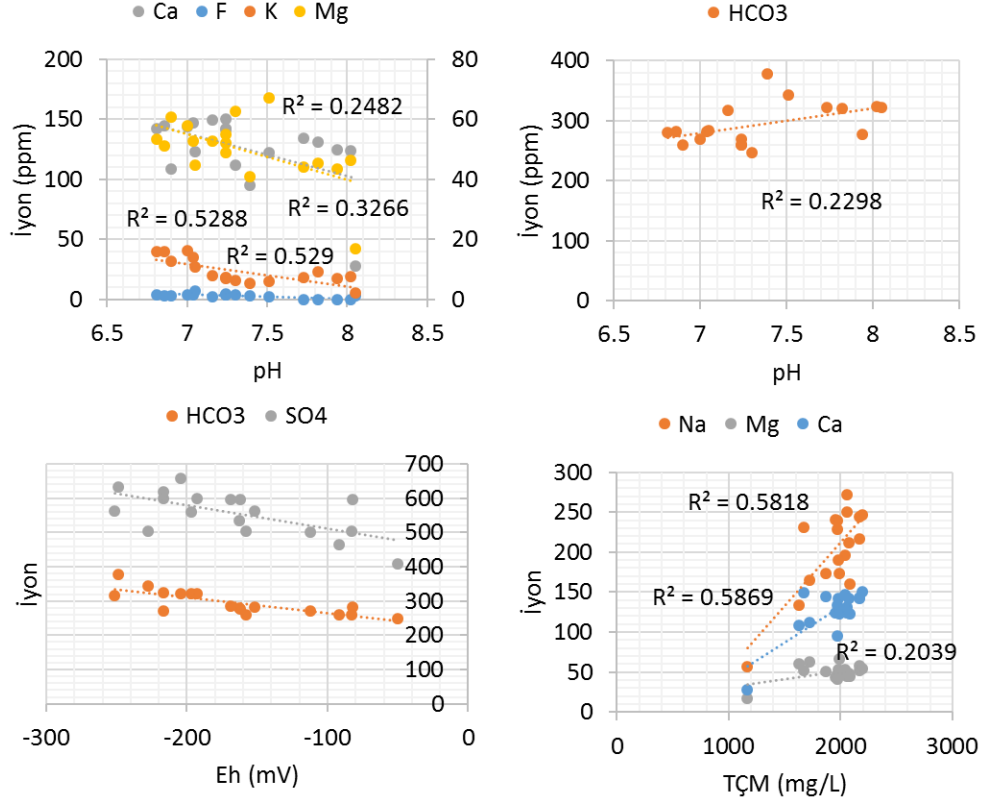 Ca F K Mg
200
150
100
50
0
80
60
40
20
0
R² = 0.2482
R² = 0.3266
R² = 0.5288
R² = 0.529
6.5 7 7.5 8 8.5
İyon (ppm)
pH
HCO3
400
300
200
100
0
R² = 0.2298
6.5 7 7.5 8 8.5
İyon (ppm)
pH
HCO3 SO4
700
600
500
400
300
200
100
0
-300 -200 -100 0
İyon
Eh (mV)
Na Mg Ca
300
250
200
150
100
50
0
R² = 0.5818
R² = 0.5869
R² = 0.2039
0 1000 2000 3000
İyon
TÇM (mg/L)